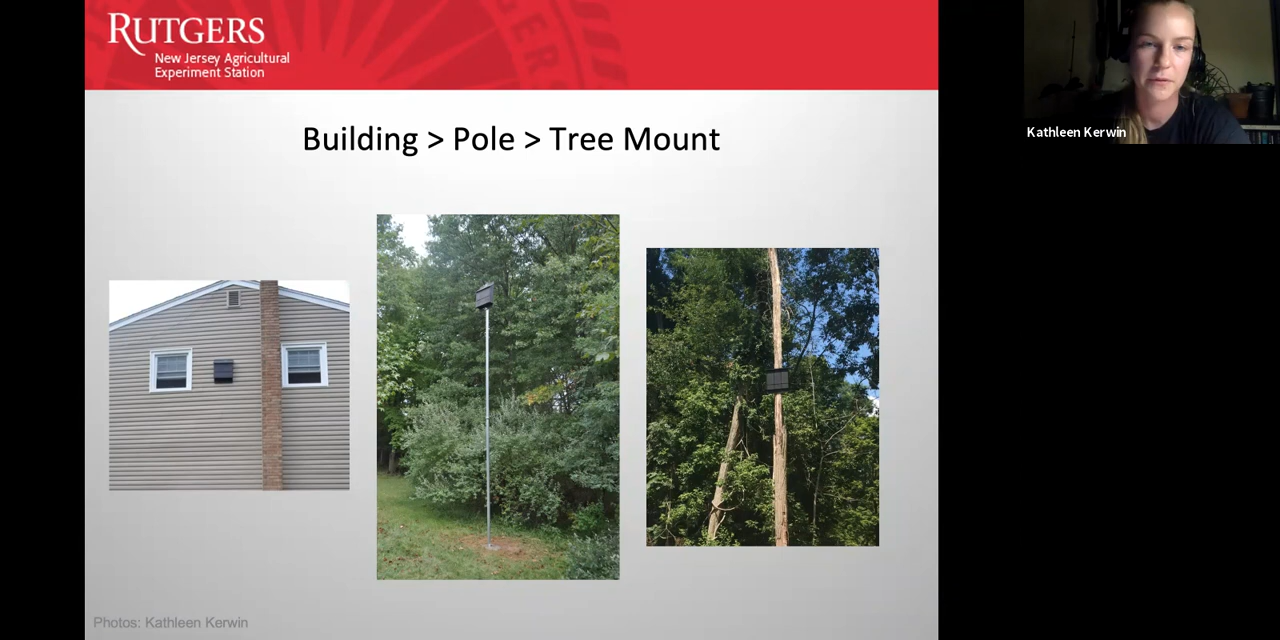 RUTGERS
New Jersey Agricultural
Experiment Station
Building > Pole > Tree Mount
Photos: Kathleen Kerwin
Kathleen Kerwin